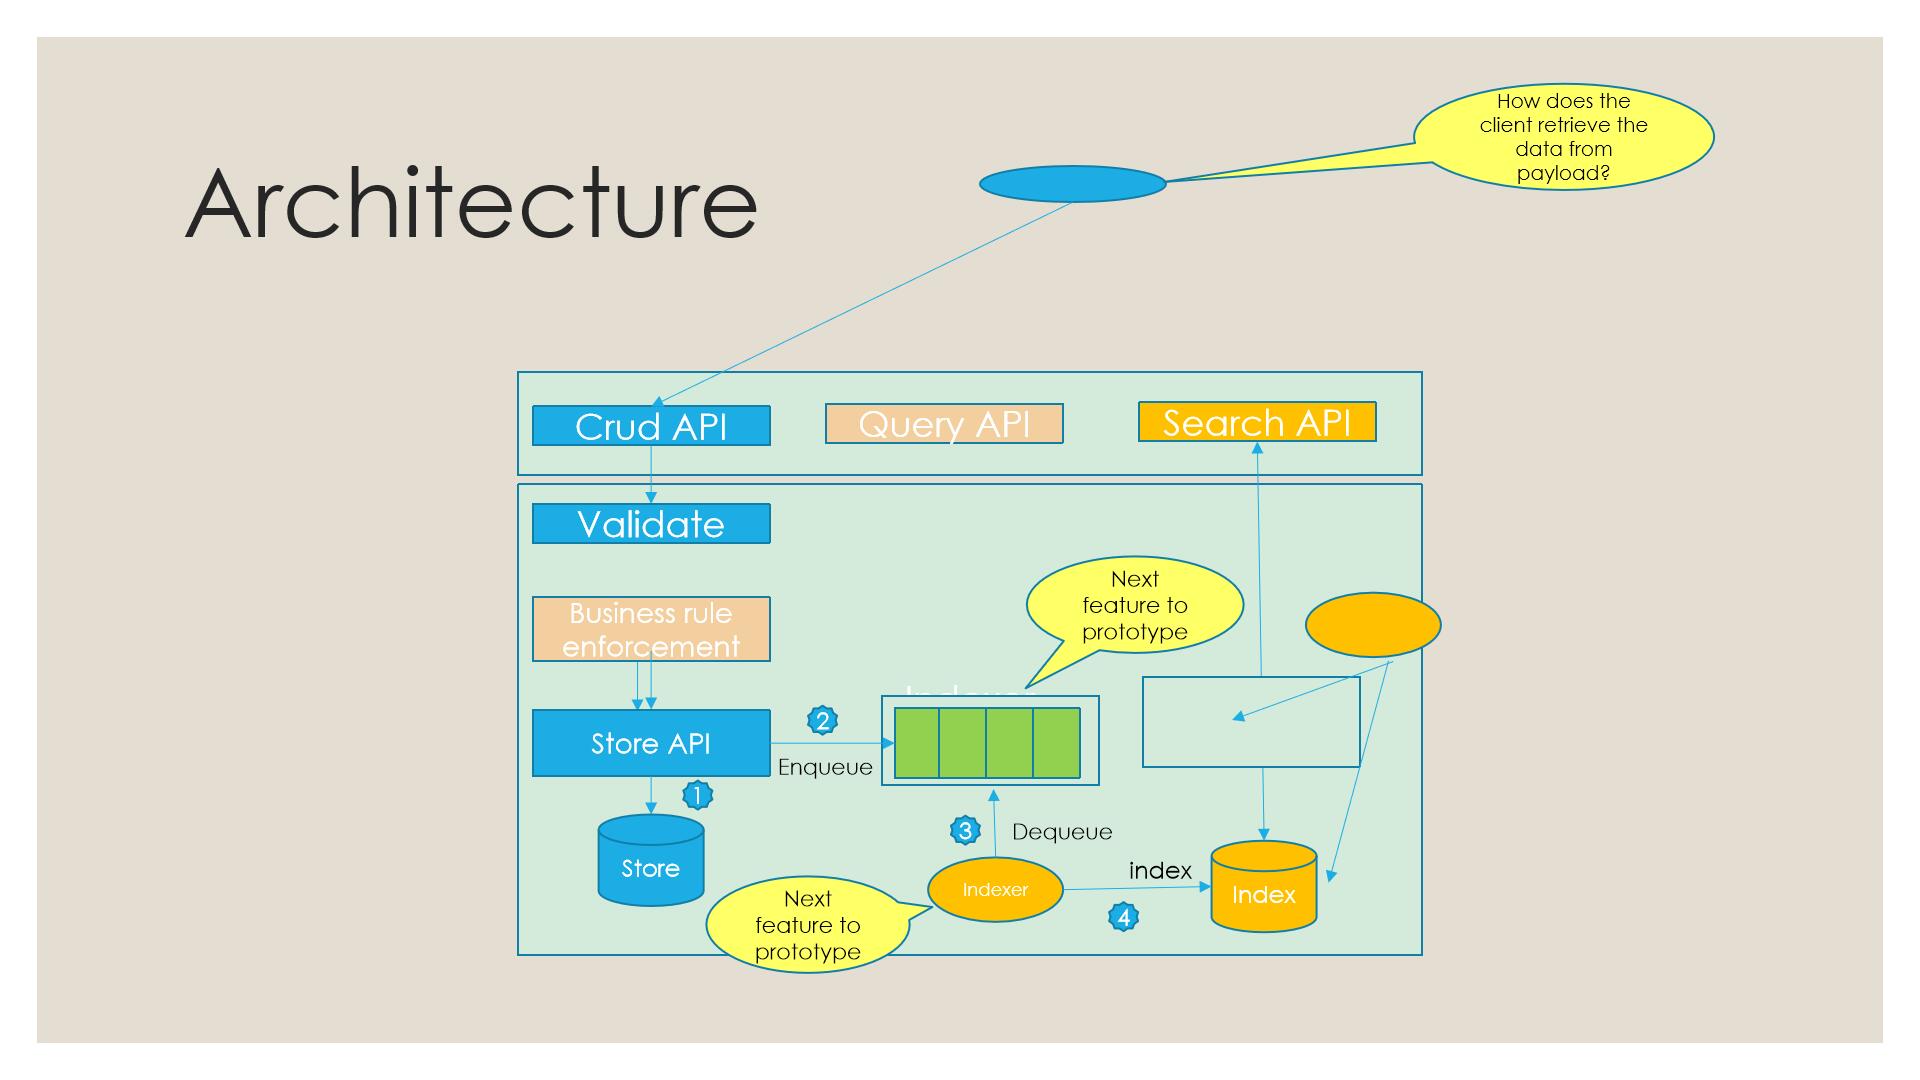 How does the
client retrieve the
data from
payload?
Architecture
Crud API
Query API
Search API
Validate
Next
feature to
prototype
Business rule
enforcement
2
Store API
Enqueue
1
3
Dequeue
Store
Indexer
index
Index
4
Next
feature to
prototype